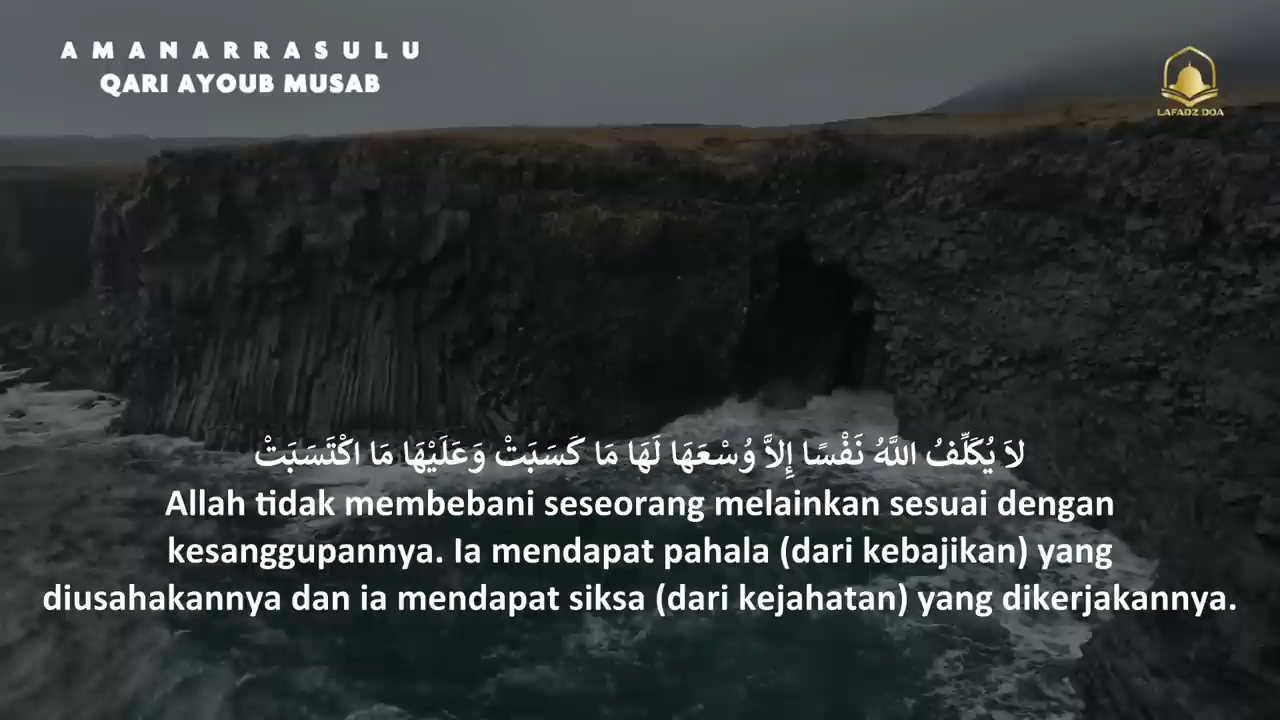 AMANARRASULU
QARI AYOUB MUSAB
LAFADZ DOA
لاَ يُكَلِّفُ اللَّهُ نَفْسًا إِلاَّ وُسْعَهَا لَهَا مَا كَسَبَتْ وَعَلَيْهَا مَا اكْتَسَبَتْ
Allah tidak membebani seseorang melainkan sesuai dengan
kesanggupannya. Ia mendapat pahala (dari kebajikan) yang
diusahakannya dan ia mendapat siksa (dari kejahatan) yang dikerjakannya.